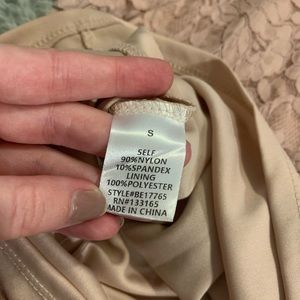 S
SELF
90%NYLON
10%SPANDEX
LINING
100%POLYESTER
STYLE#BE17765
RN#133165
MADE IN CHINA